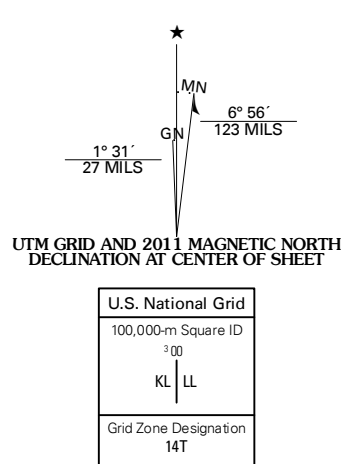 ★
MN
GN
6° 56´
123 MILS
1° 31´
27 MILS
UTM GRID AND 2011 MAGNETIC NORTH
DECLINATION AT CENTER OF SHEET
U.S. National Grid
100,000-m Square ID
³00
KL LL
Grid Zone Designation
14T